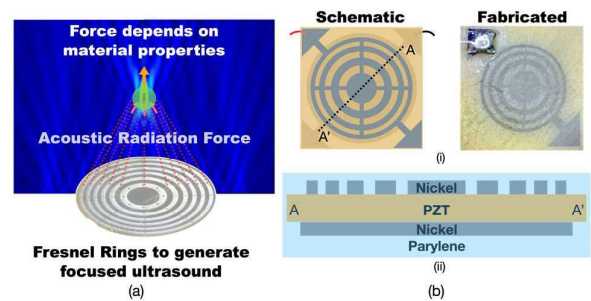 Force depends on
material properties
Acoustic Radiation Force
Fresnel Rings to generate
focused ultrasound
(a)
Schematic
Fabricated
A
A'
(i)
Nickel
A
PZT
A'
Nickel
Parylene
(ii)
(b)